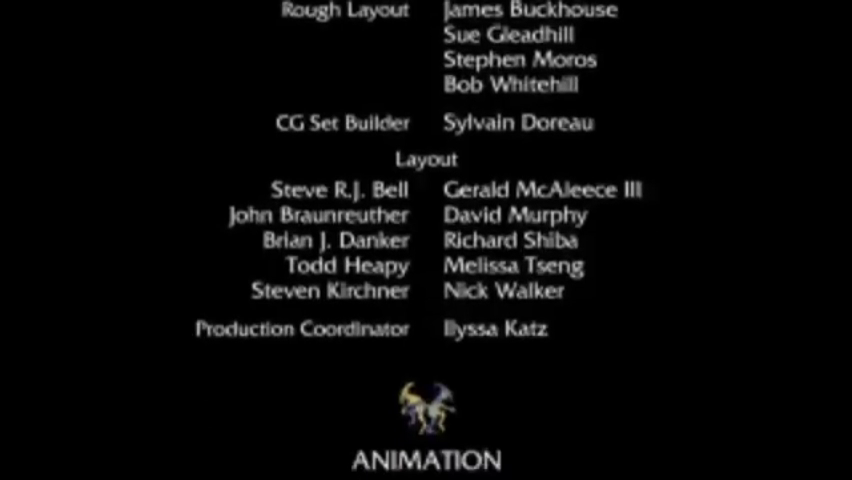 Rough Layout James Buckhouse
Sue Gleadhill
Stephen Moros
Bob Whitehill
CG Set Builder Sylvain Doreau
Layout
Steve R.J. Bell Gerald McAleece III
John Braunreuther David Murphy
Brian J. Danker Richard Shiba
Todd Heapy Melissa Tseng
Steven Kirchner Nick Walker
Production Coordinator Ilyssa Katz
ANIMATION